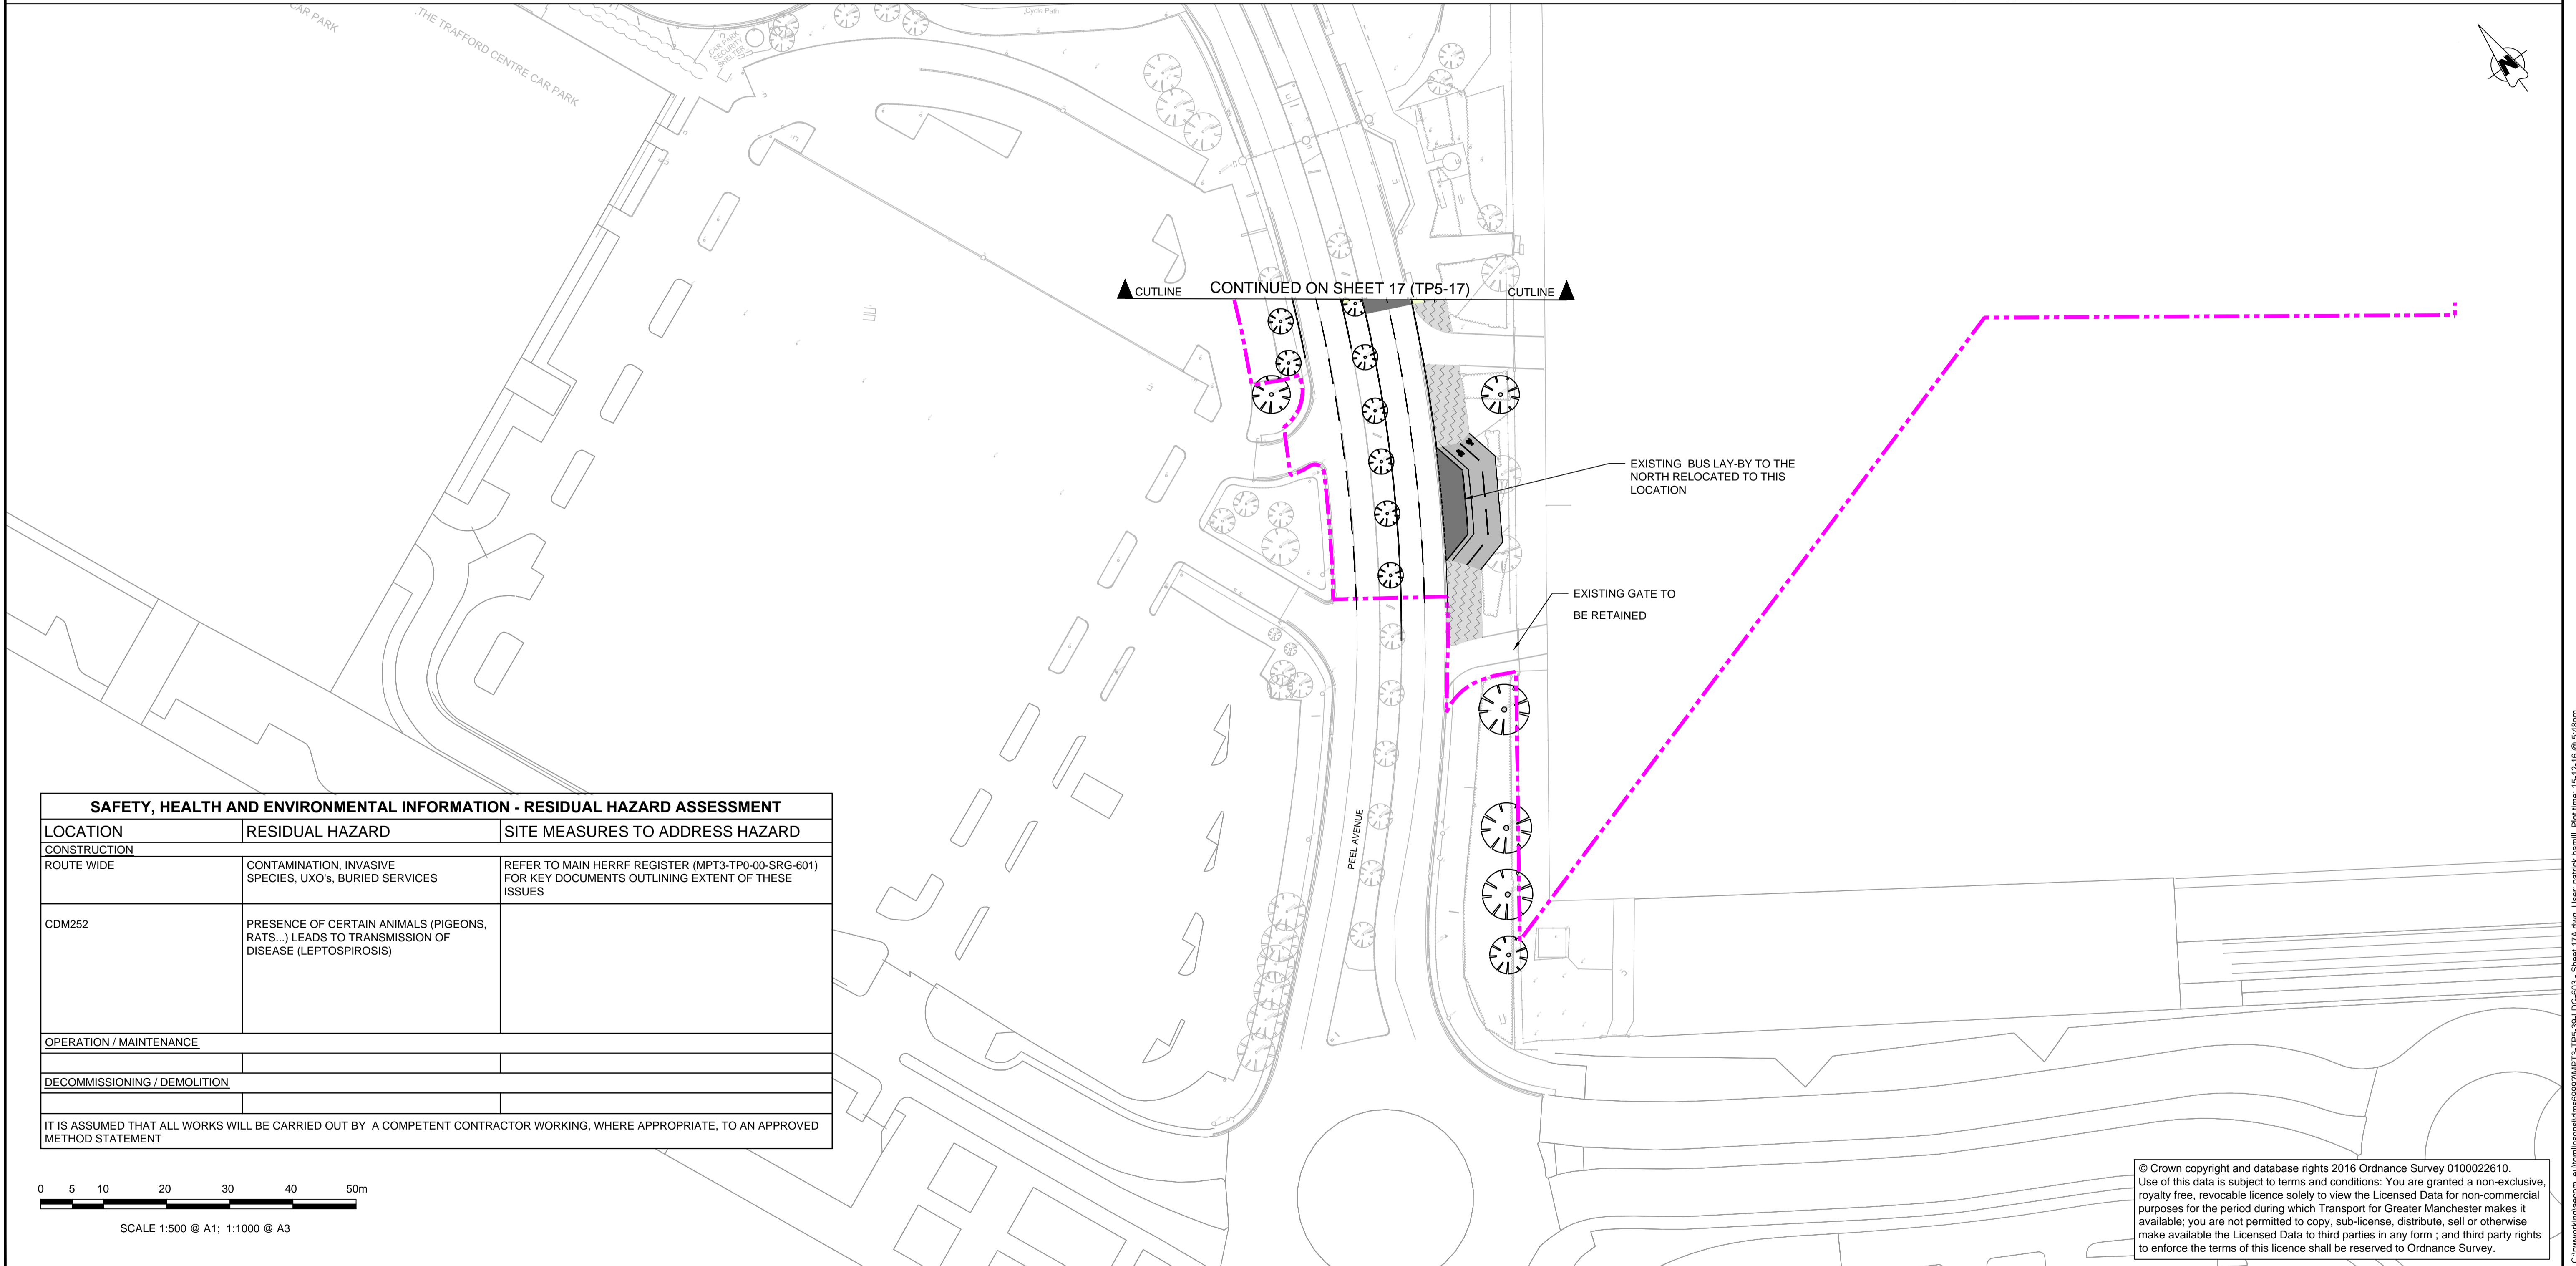 CAR PARK
THE TRAFFORD CENTRE CAR PARK
CAR PARK
SECURITY
SHELTER
Cycle Path
N
CUTLINE
CONTINUED ON SHEET 17 (TP5-17)
CUTLINE
EXISTING BUS LAY-BY TO THE
NORTH RELOCATED TO THIS
LOCATION
EXISTING GATE TO
BE RETAINED
PEEL AVENUE
SAFETY, HEALTH AND ENVIRONMENTAL INFORMATION - RESIDUAL HAZARD ASSESSMENT
LOCATION
RESIDUAL HAZARD
SITE MEASURES TO ADDRESS HAZARD
CONSTRUCTION
ROUTE WIDE
CONTAMINATION, INVASIVE
SPECIES, UXO's, BURIED SERVICES
REFER TO MAIN HERRF REGISTER (MPT3-TP0-00-SRG-601)
FOR KEY DOCUMENTS OUTLINING EXTENT OF THESE
ISSUES
CDM252
PRESENCE OF CERTAIN ANIMALS (PIGEONS,
RATS...) LEADS TO TRANSMISSION OF
DISEASE (LEPTOSPIROSIS)
OPERATION / MAINTENANCE
DECOMMISSIONING / DEMOLITION
IT IS ASSUMED THAT ALL WORKS WILL BE CARRIED OUT BY A COMPETENT CONTRACTOR WORKING, WHERE APPROPRIATE, TO AN APPROVED
METHOD STATEMENT
0 5 10 20 30 40 50m
SCALE 1:500 @ A1; 1:1000 @ A3
© Crown copyright and database rights 2016 Ordnance Survey 0100022610.
Use of this data is subject to terms and conditions: You are granted a non-exclusive,
royalty free, revocable licence solely to view the Licensed Data for non-commercial
purposes for the period during which Transport for Greater Manchester makes it
available; you are not permitted to copy, sub-license, distribute, sell or otherwise
make available the Licensed Data to third parties in any form ; and third party rights
to enforce the terms of this licence shall be reserved to Ordnance Survey.